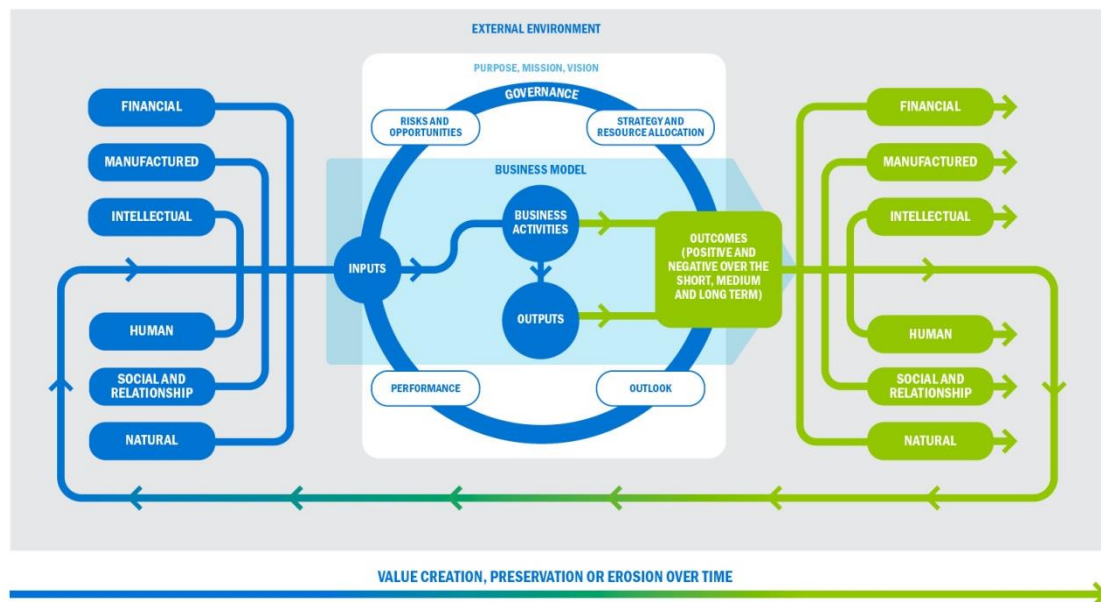 EXTERNAL ENVIRONMENT
PURPOSE, MISSION, VISION
GOVERNANCE
RISKS AND
OPPORTUNITIES
STRATEGY AND
RESOURCE ALLOCATION
FINANCIAL
MANUFACTURED
INTELLECTUAL
HUMAN
SOCIAL AND
RELATIONSHIP
NATURAL
BUSINESS MODEL
INPUTS
BUSINESS
ACTIVITIES
OUTPUTS
OUTCOMES
(POSITIVE AND
NEGATIVE OVER THE
SHORT, MEDIUM
AND LONG TERM)
PERFORMANCE
OUTLOOK
FINANCIAL
MANUFACTURED
INTELLECTUAL
HUMAN
SOCIAL AND
RELATIONSHIP
NATURAL
VALUE CREATION, PRESERVATION OR EROSION OVER TIME